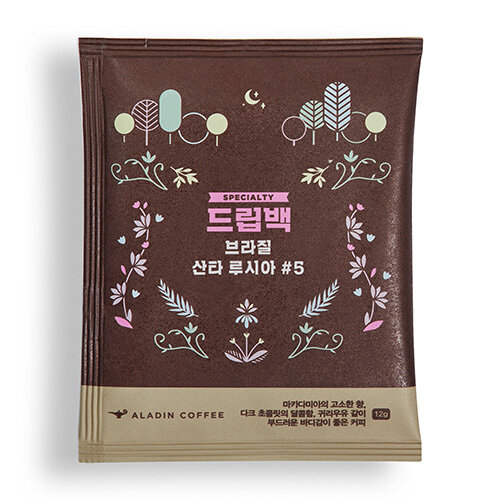 SPECIALTY
드립백
브라질
산타 루시아 #5
ALADIN COFFEE
마카다미아의 고소한 향,
다크 초콜릿의 달콤함, 귀리우유 같이
부드러운 바디감이 좋은 커피
12g